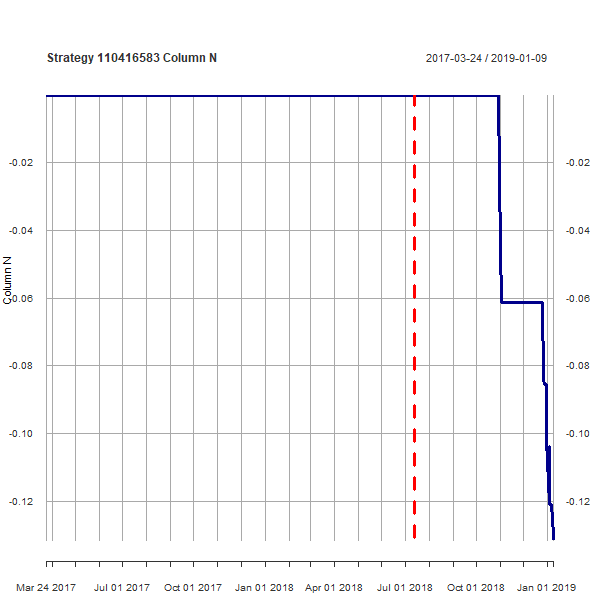 Strategy 110416583 Column N 2017-03-24 / 2019-01-09
-0.02 -0.02
-0.04 -0.04
Column N
-0.06 -0.06
-0.08 -0.08
-0.10 -0.10
-0.12 -0.12
Mar 24 2017 Jul 01 2017 Oct 01 2017 Jan 01 2018 Apr 01 2018 Jul 01 2018 Oct 01 2018 Jan 01 2019